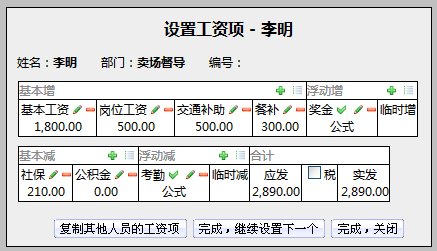 设置工资项 - 李明
姓名：李明 部门：卖场督导 编号：
基本增 浮动增
基本工资 岗位工资 交通补助 餐补 奖金 临时增
1,800.00 500.00 500.00 300.00 公式
基本减 浮动减 合计
社保 公积金 考勤 临时减 应发 税 实发
210.00 0.00 公式 2,890.00 2,890.00
复制其他人员的工资项 完成，继续设置下一个 完成，关闭